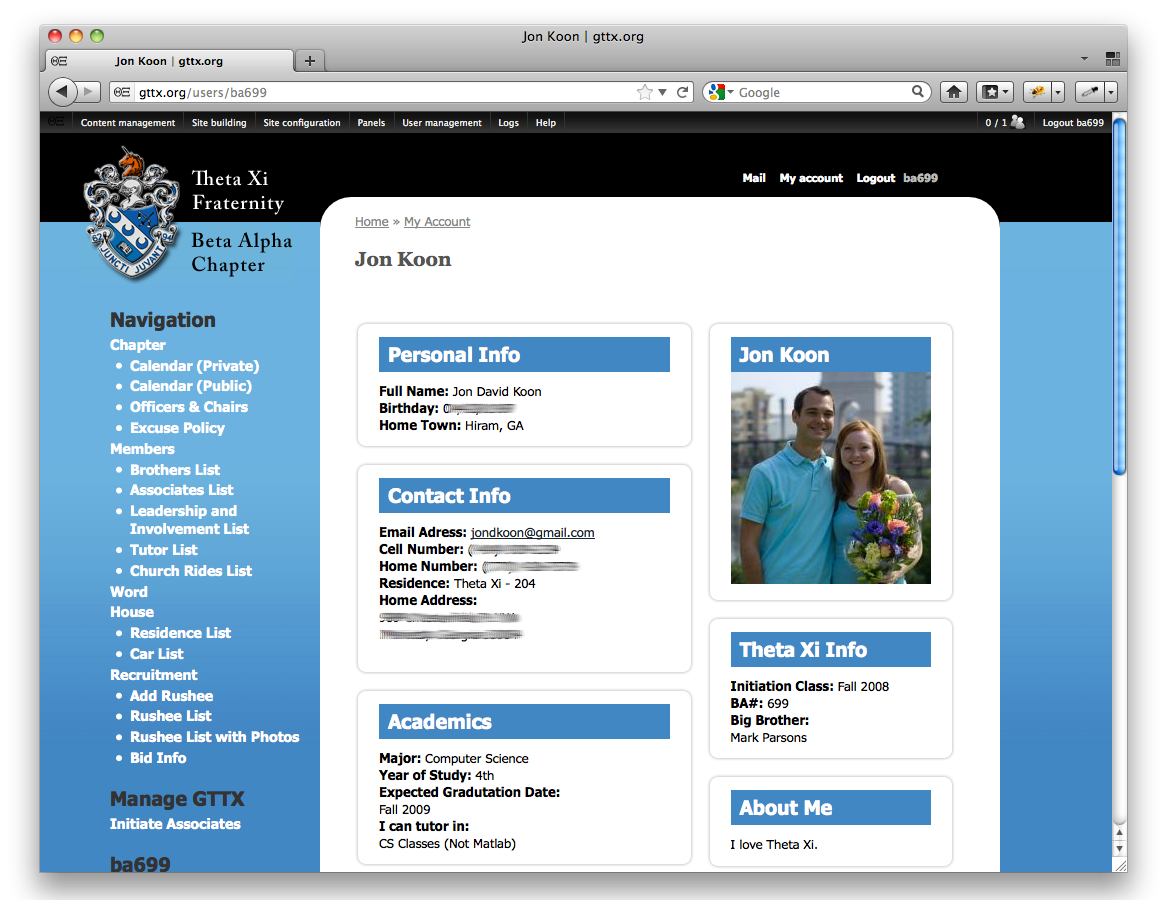 Jon Koon | gttx.org
Jon Koon | gttx.org
gttx.org/users/ba699
Google
Content management Site building Site configuration Panels User management Logs Help 0 / 1 Logout ba699
Theta Xi
Fraternity
Beta Alpha
Chapter
JUNCTI JUVANT
Mail My account Logout ba699
Home » My Account
Jon Koon
Navigation
Chapter
• Calendar (Private)
• Calendar (Public)
• Officers & Chairs
• Excuse Policy
Members
• Brothers List
• Associates List
• Leadership and
Involvement List
• Tutor List
• Church Rides List
Word
House
• Residence List
• Car List
Recruitment
• Add Rushee
• Rushee List
• Rushee List with Photos
• Bid Info
Manage GTTX
Initiate Associates
ba699
Personal Info
Full Name: Jon David Koon
Birthday:
Home Town: Hiram, GA
Contact Info
Email Adress: jondkoon@gmail.com
Cell Number:
Home Number:
Residence: Theta Xi - 204
Home Address:
Academics
Major: Computer Science
Year of Study: 4th
Expected Gradutation Date:
Fall 2009
I can tutor in:
CS Classes (Not Matlab)
Jon Koon
Theta Xi Info
Initiation Class: Fall 2008
BA#: 699
Big Brother:
Mark Parsons
About Me
I love Theta Xi.